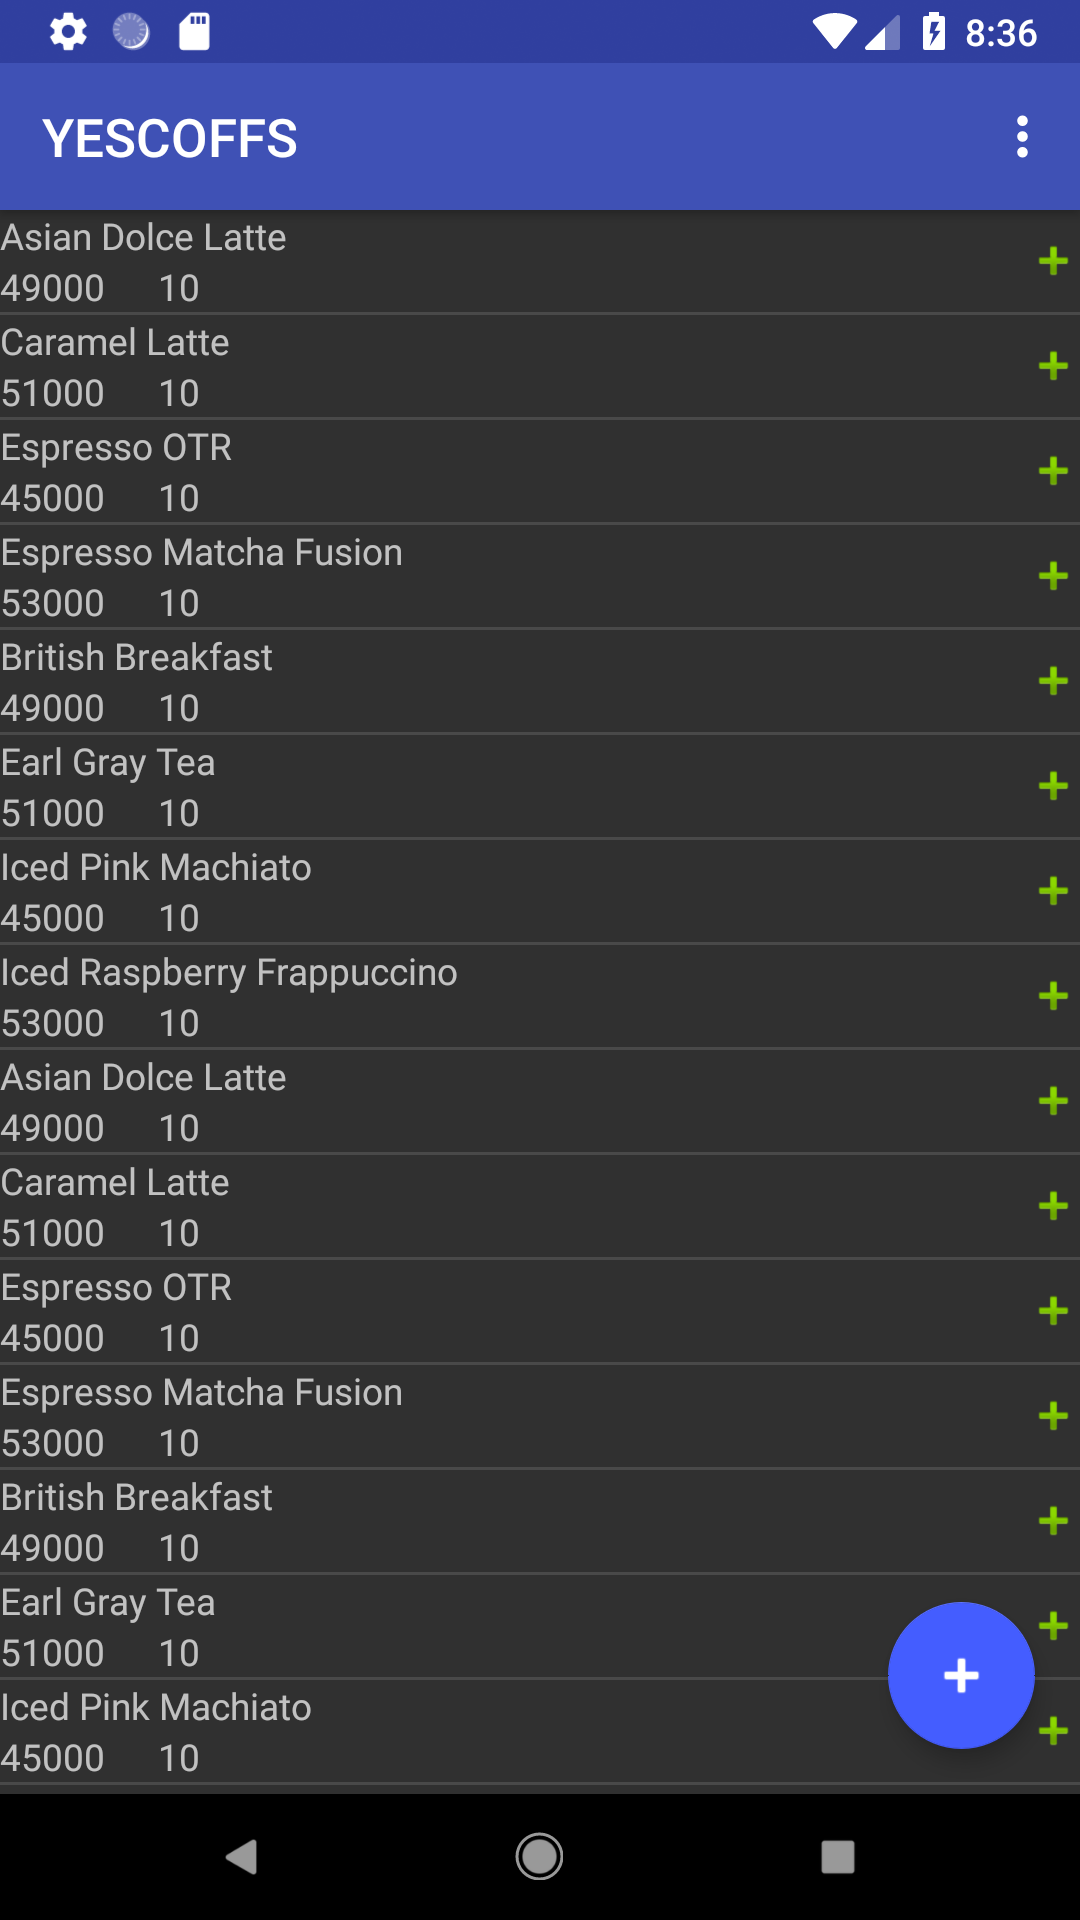 8:36
YESCOFFS
Asian Dolce Latte
49000 10
Caramel Latte
51000 10
Espresso OTR
45000 10
Espresso Matcha Fusion
53000 10
British Breakfast
49000 10
Earl Gray Tea
51000 10
Iced Pink Machiato
45000 10
Iced Raspberry Frappuccino
53000 10
Asian Dolce Latte
49000 10
Caramel Latte
51000 10
Espresso OTR
45000 10
Espresso Matcha Fusion
53000 10
British Breakfast
49000 10
Earl Gray Tea
51000 10
Iced Pink Machiato
45000 10